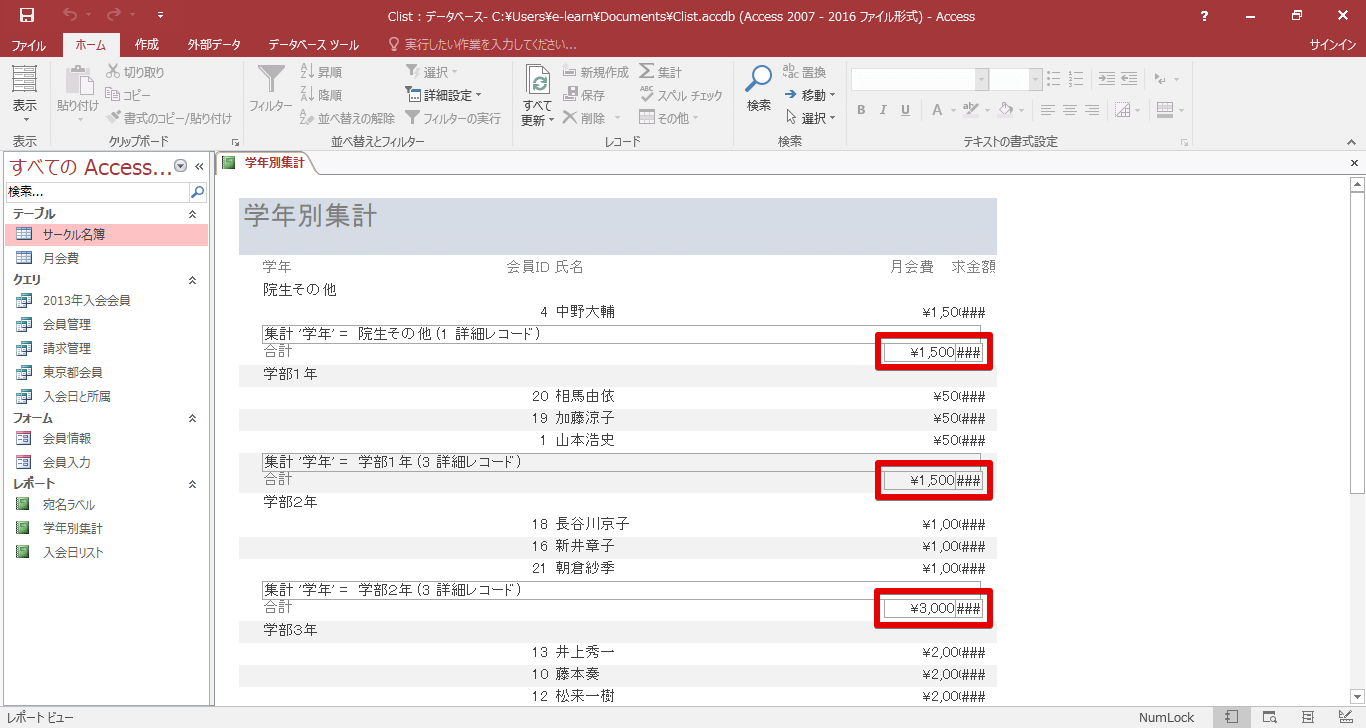 Clist : データベース- C:¥Users¥e-learn¥Documents¥Clist.accdb (Access 2007 - 2016 ファイル形式) - Access
ファイル ホーム 作成 外部データ データベース ツール 実行したい作業を入力してください... サインイン
表示 貼り付け 切り取り コピー 書式のコピー/貼り付け
フィルター 昇順 降順 並べ替えの解除 選択 詳細設定 フィルターの実行
すべて 更新 新規作成 保存 削除 集計 スペル チェック その他
検索 置換 移動 選択
B I U A
表示 クリップボード 並べ替えとフィルター レコード 検索 テキストの書式設定
すべての Access...
検索...
テーブル
サークル名簿
月会費
クエリ
2013年入会会員
会員管理
請求管理
東京都会員
入会日と所属
フォーム
会員情報
会員入力
レポート
宛名ラベル
学年別集計
入会日リスト
学年別集計
学年別集計
学年 会員ID 氏名 月会費 求金額
院生その他
4 中野大輔 ¥1,50 ###
集計 '学年' = 院生その他 (1 詳細レコード)
合計 ¥1,500 ###
学部1年
20 相馬由依 ¥50 ###
19 加藤涼子 ¥50 ###
1 山本浩史 ¥50 ###
集計 '学年' = 学部1年 (3 詳細レコード)
合計 ¥1,500 ###
学部2年
18 長谷川京子 ¥1,00 ###
16 新井章子 ¥1,00 ###
21 朝倉紗季 ¥1,00 ###
集計 '学年' = 学部2年 (3 詳細レコード)
合計 ¥3,000 ###
学部3年
13 井上秀一 ¥2,00 ###
10 藤本奏 ¥2,00 ###
12 松来一樹 ¥2,00 ###
レポート ビュー NumLock